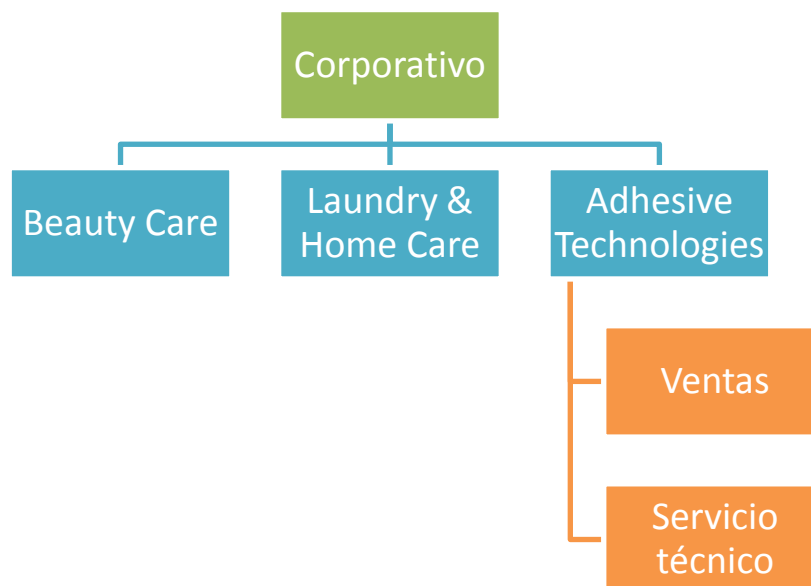 Corporativo
Beauty Care
Laundry &
Home Care
Adhesive
Technologies
Ventas
Servicio
técnico